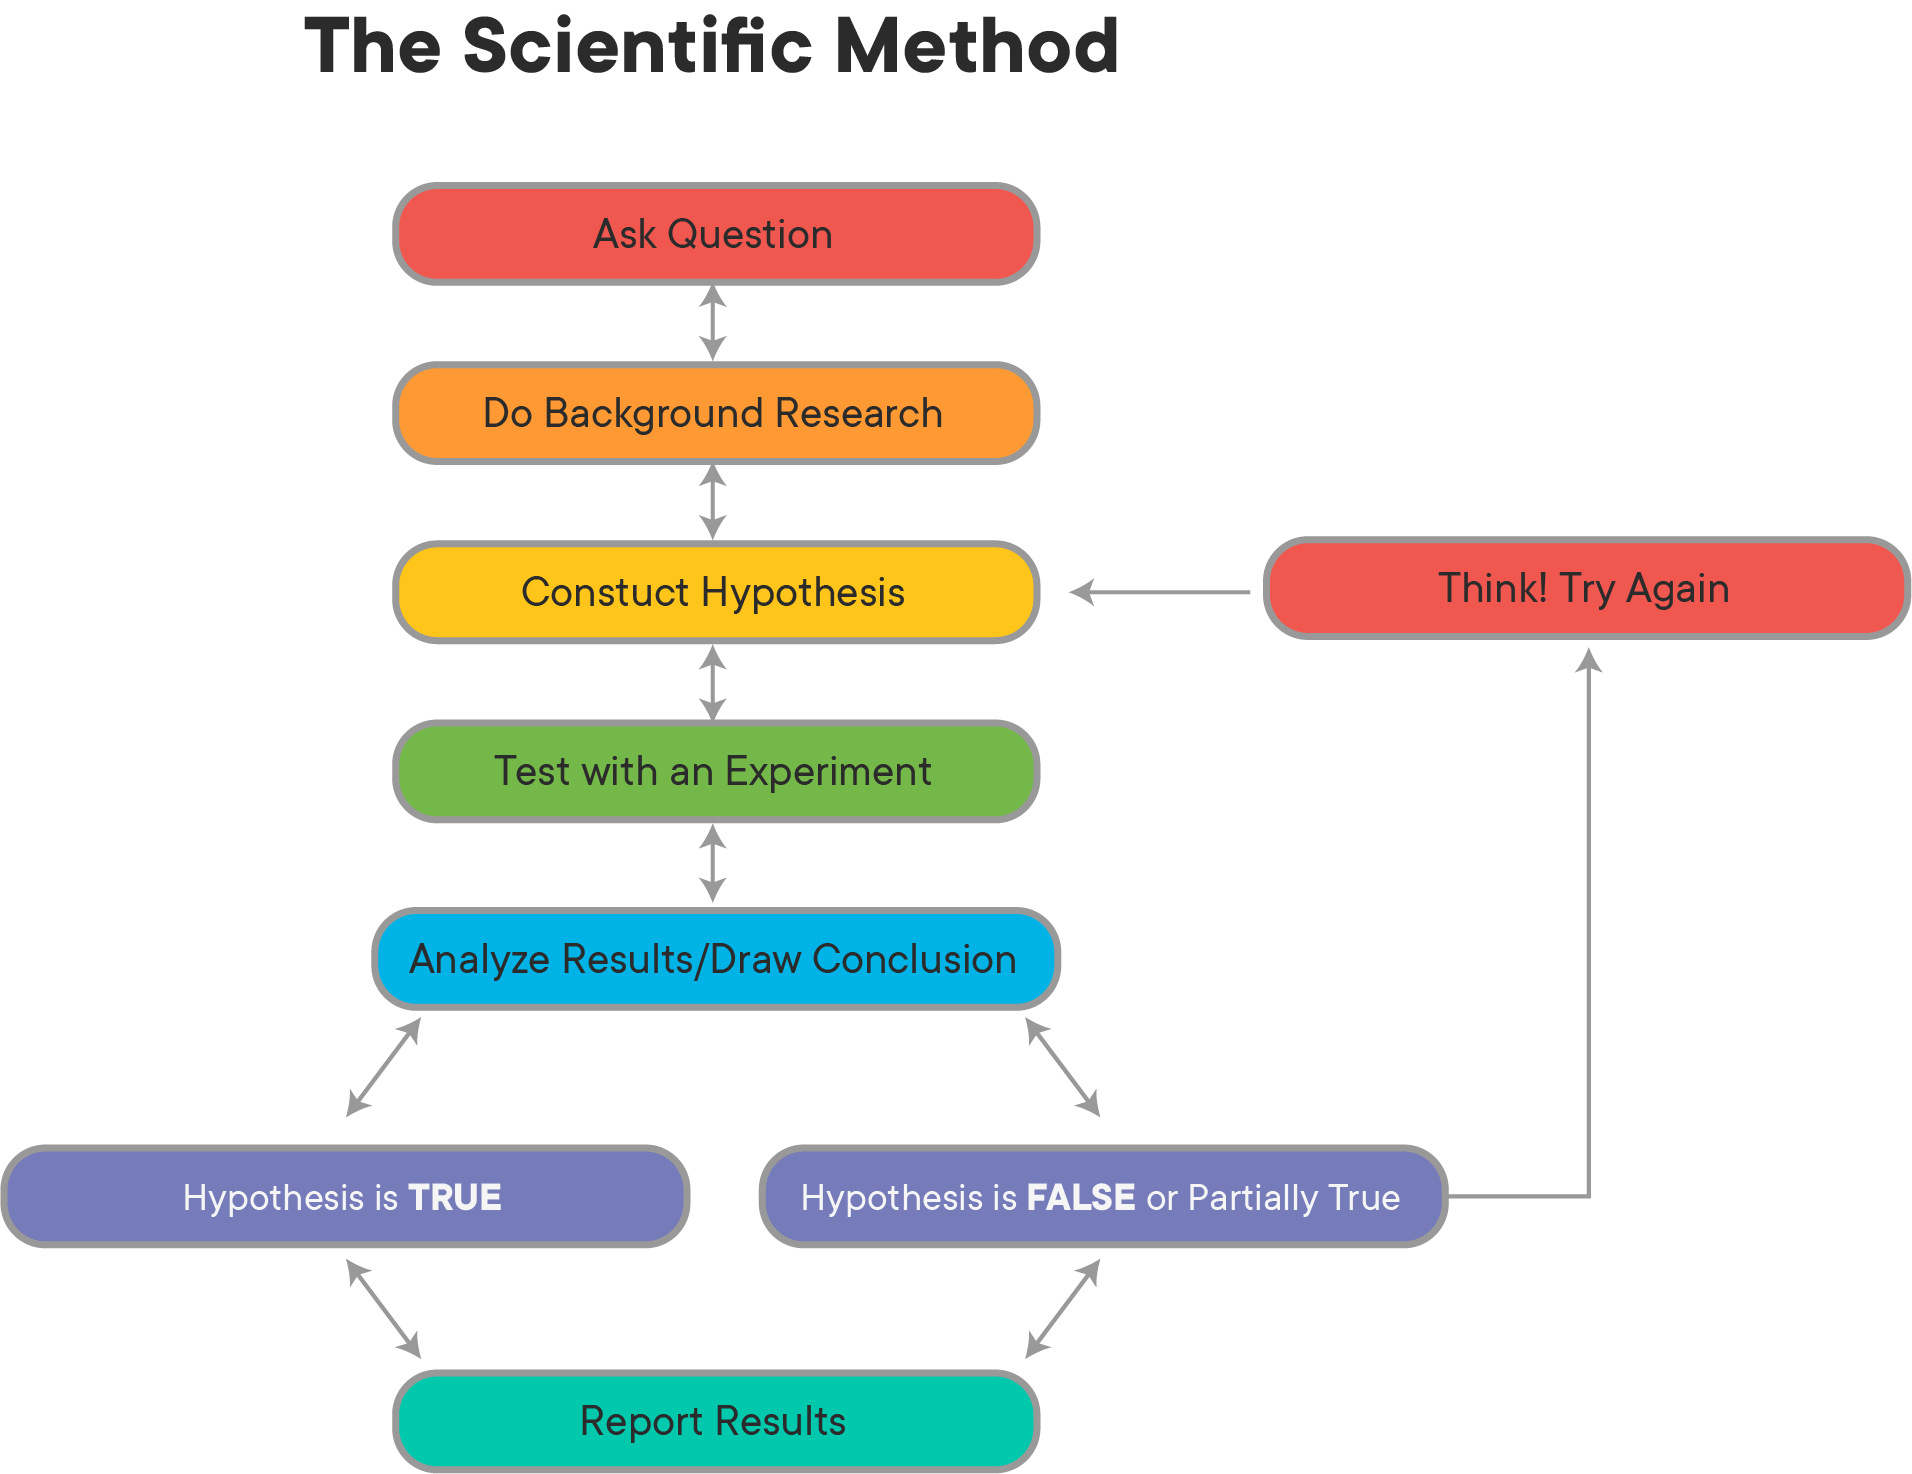 The Scientific Method
Ask Question
Do Background Research
Constuct Hypothesis
Think! Try Again
Test with an Experiment
Analyze Results/Draw Conclusion
Hypothesis is TRUE
Hypothesis is FALSE or Partially True
Report Results